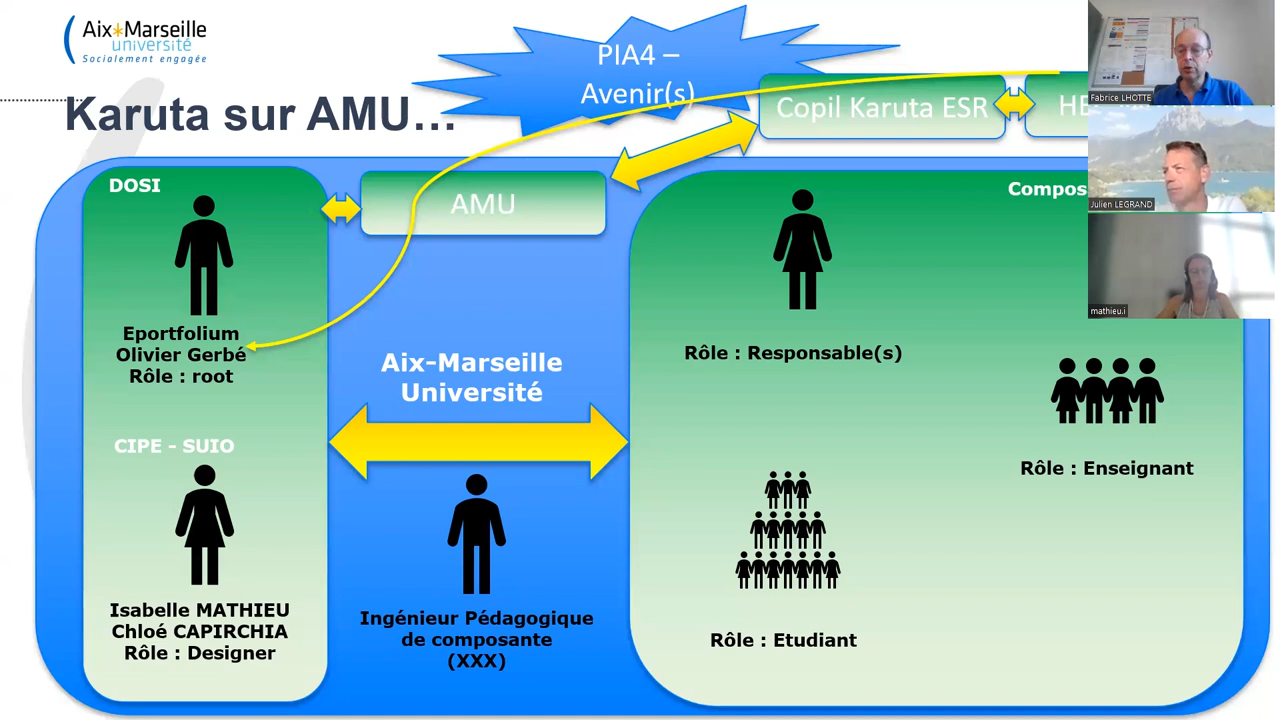 Aix*Marseille
université
Socialement engagée
PIA4 –
Avenir(s)
Karuta sur AMU…
Copil Karuta ESR
Fabrice LHOTTE
DOSI
AMU
Julien LEGRAND
mathieu.i
Eportfolium
Olivier Gerbé
Rôle : root
Aix-Marseille
Université
Rôle : Responsable(s)
CIPE - SUIO
Rôle : Enseignant
Isabelle MATHIEU
Chloé CAPIRCHIA
Rôle : Designer
Ingénieur Pédagogique
de composante
(XXX)
Rôle : Etudiant